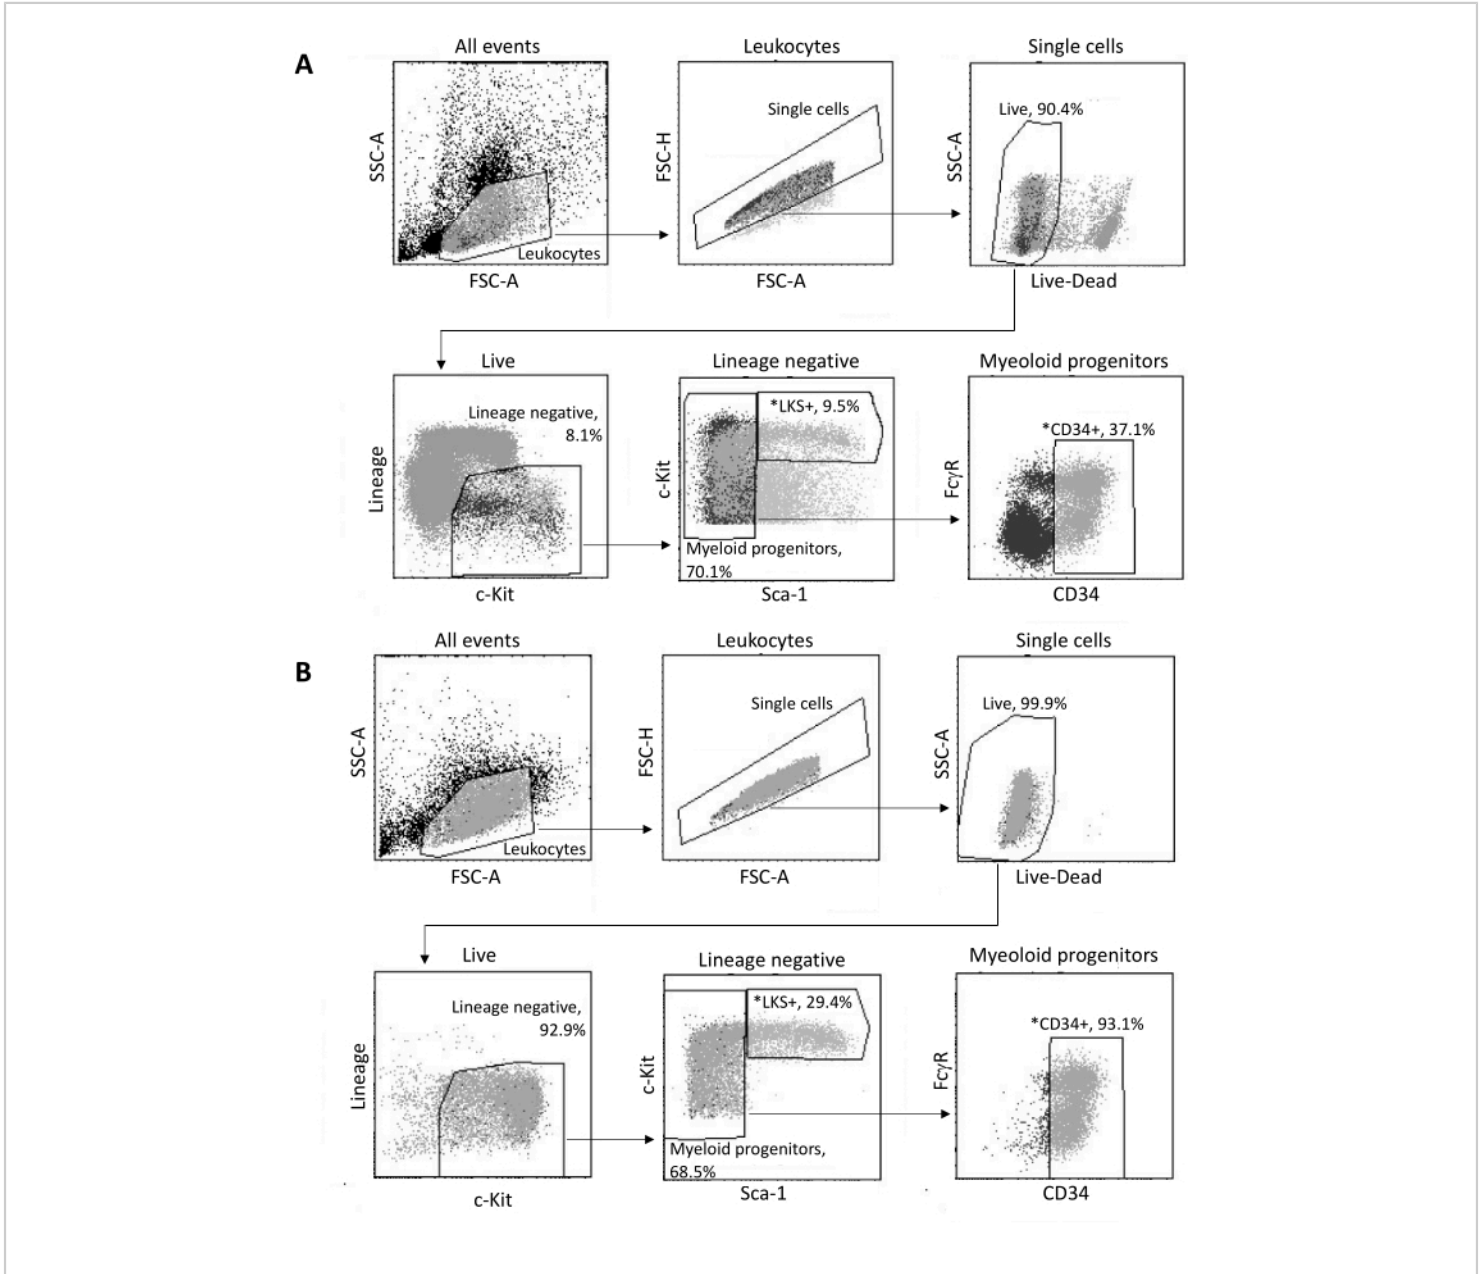 A
All events
Leukocytes
Single cells
SSC-A
Leukocytes
FSC-A
FSC-H
Single cells
FSC-A
SSC-A
Live, 90.4%
Live-Dead
Live
Lineage negative
Myeoloid progenitors
Lineage
Lineage negative,
8.1%
c-Kit
c-Kit
*LKS+, 9.5%
Myeloid progenitors,
70.1%
Sca-1
FcγR
*CD34+, 37.1%
CD34
B
All events
Leukocytes
Single cells
SSC-A
Leukocytes
FSC-A
FSC-H
Single cells
FSC-A
SSC-A
Live, 99.9%
Live-Dead
Live
Lineage negative
Myeoloid progenitors
Lineage
Lineage negative,
92.9%
c-Kit
c-Kit
*LKS+, 29.4%
Myeloid progenitors,
68.5%
Sca-1
FcγR
*CD34+, 93.1%
CD34